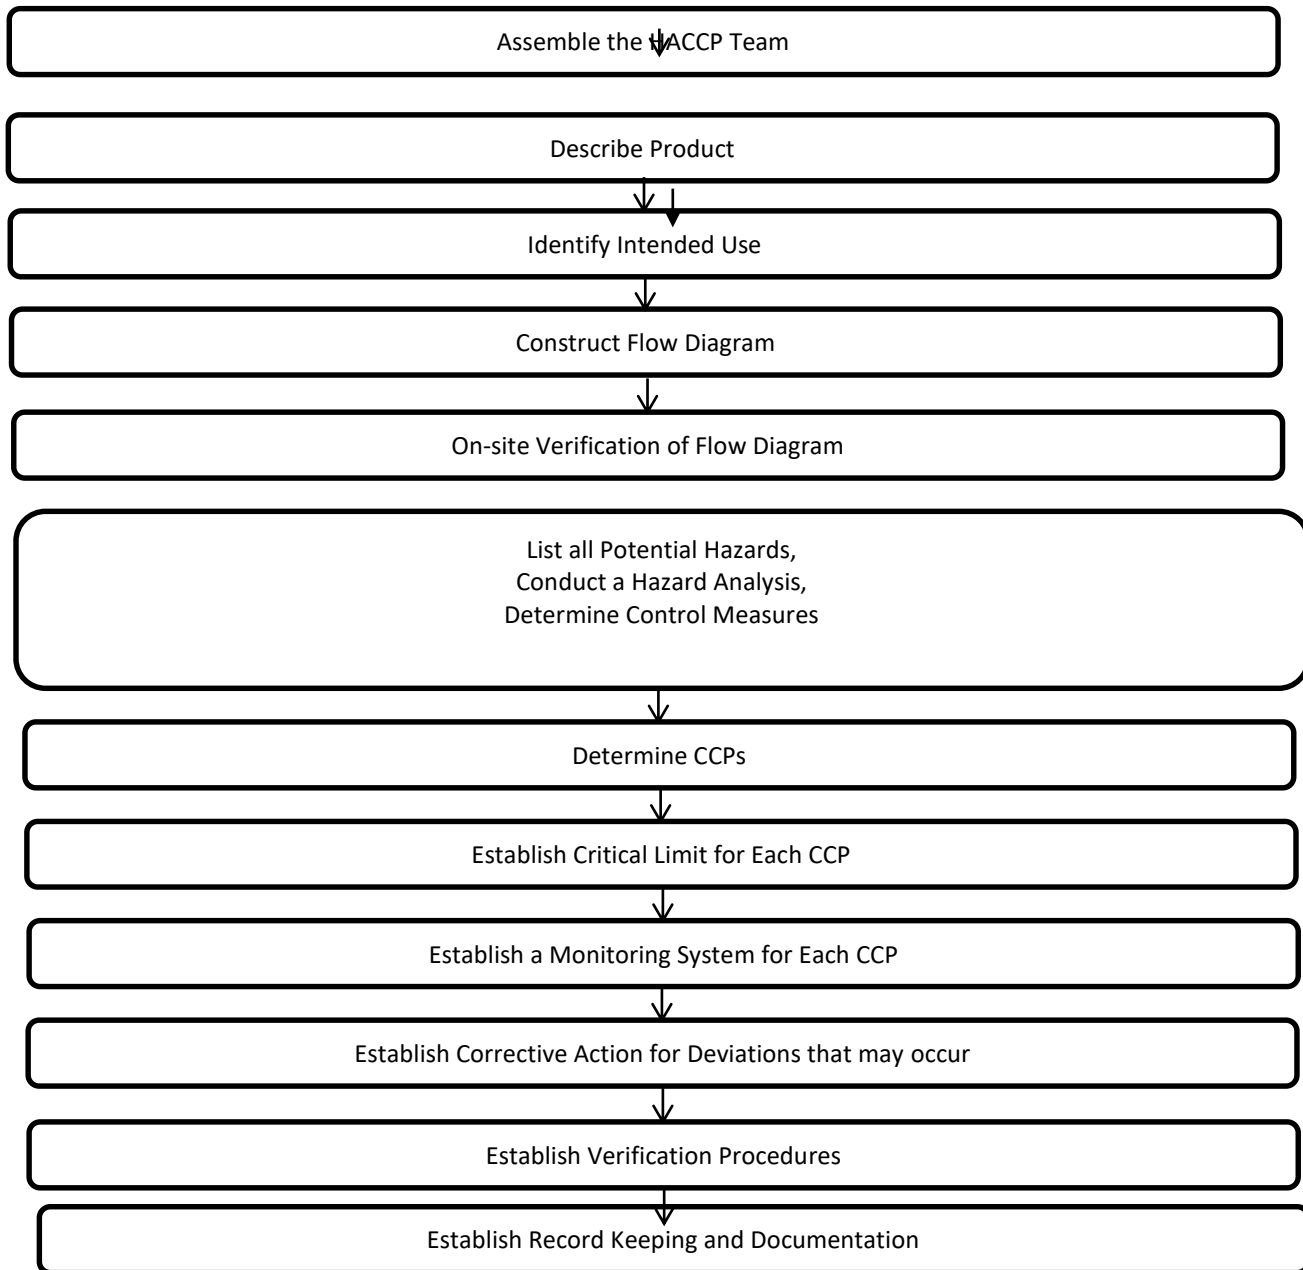 Assemble the HACCP Team
Describe Product
Identify Intended Use
Construct Flow Diagram
On-site Verification of Flow Diagram
List all Potential Hazards,
Conduct a Hazard Analysis,
Determine Control Measures
Determine CCPs
Establish Critical Limit for Each CCP
Establish a Monitoring System for Each CCP
Establish Corrective Action for Deviations that may occur
Establish Verification Procedures
Establish Record Keeping and Documentation